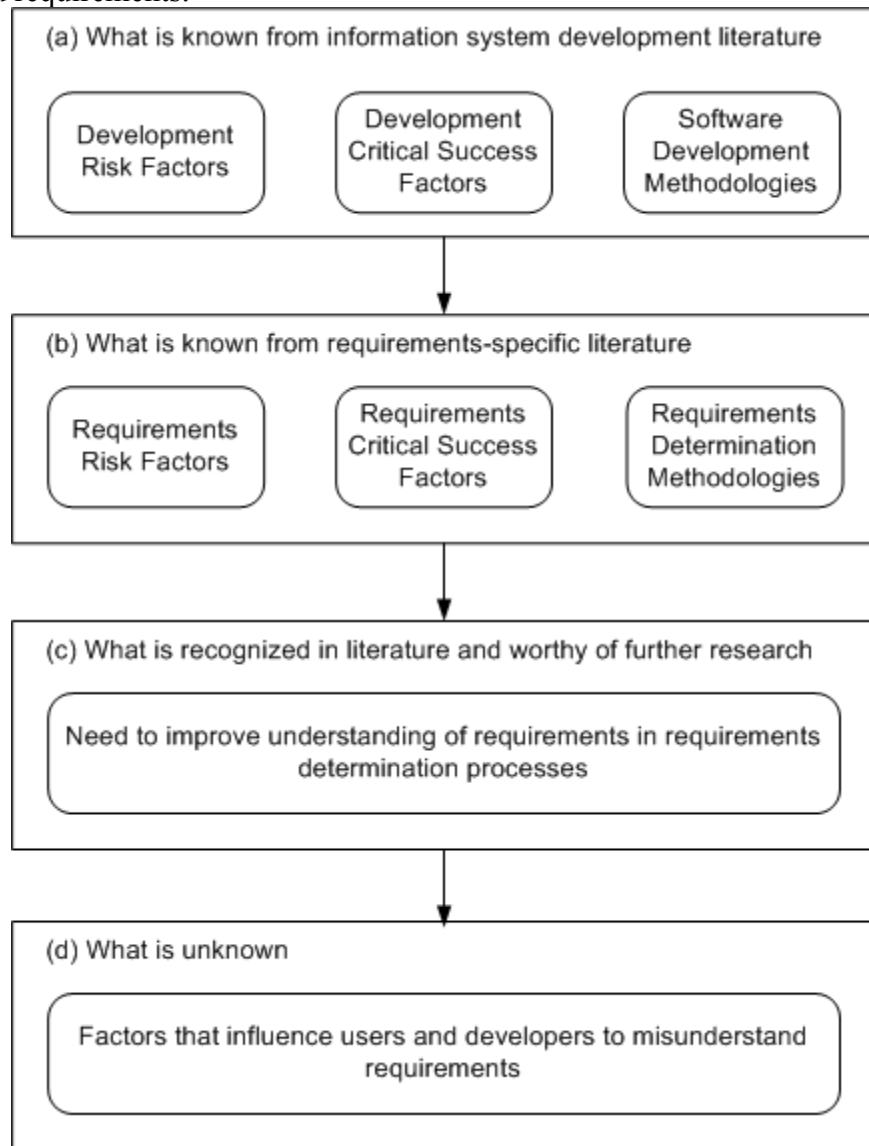 requirements.
(a) What is known from information system development literature
Development
Risk Factors
Development
Critical Success
Factors
Software
Development
Methodologies
(b) What is known from requirements-specific literature
Requirements
Risk Factors
Requirements
Critical Success
Factors
Requirements
Determination
Methodologies
(c) What is recognized in literature and worthy of further research
Need to improve understanding of requirements in requirements
determination processes
(d) What is unknown
Factors that influence users and developers to misunderstand
requirements